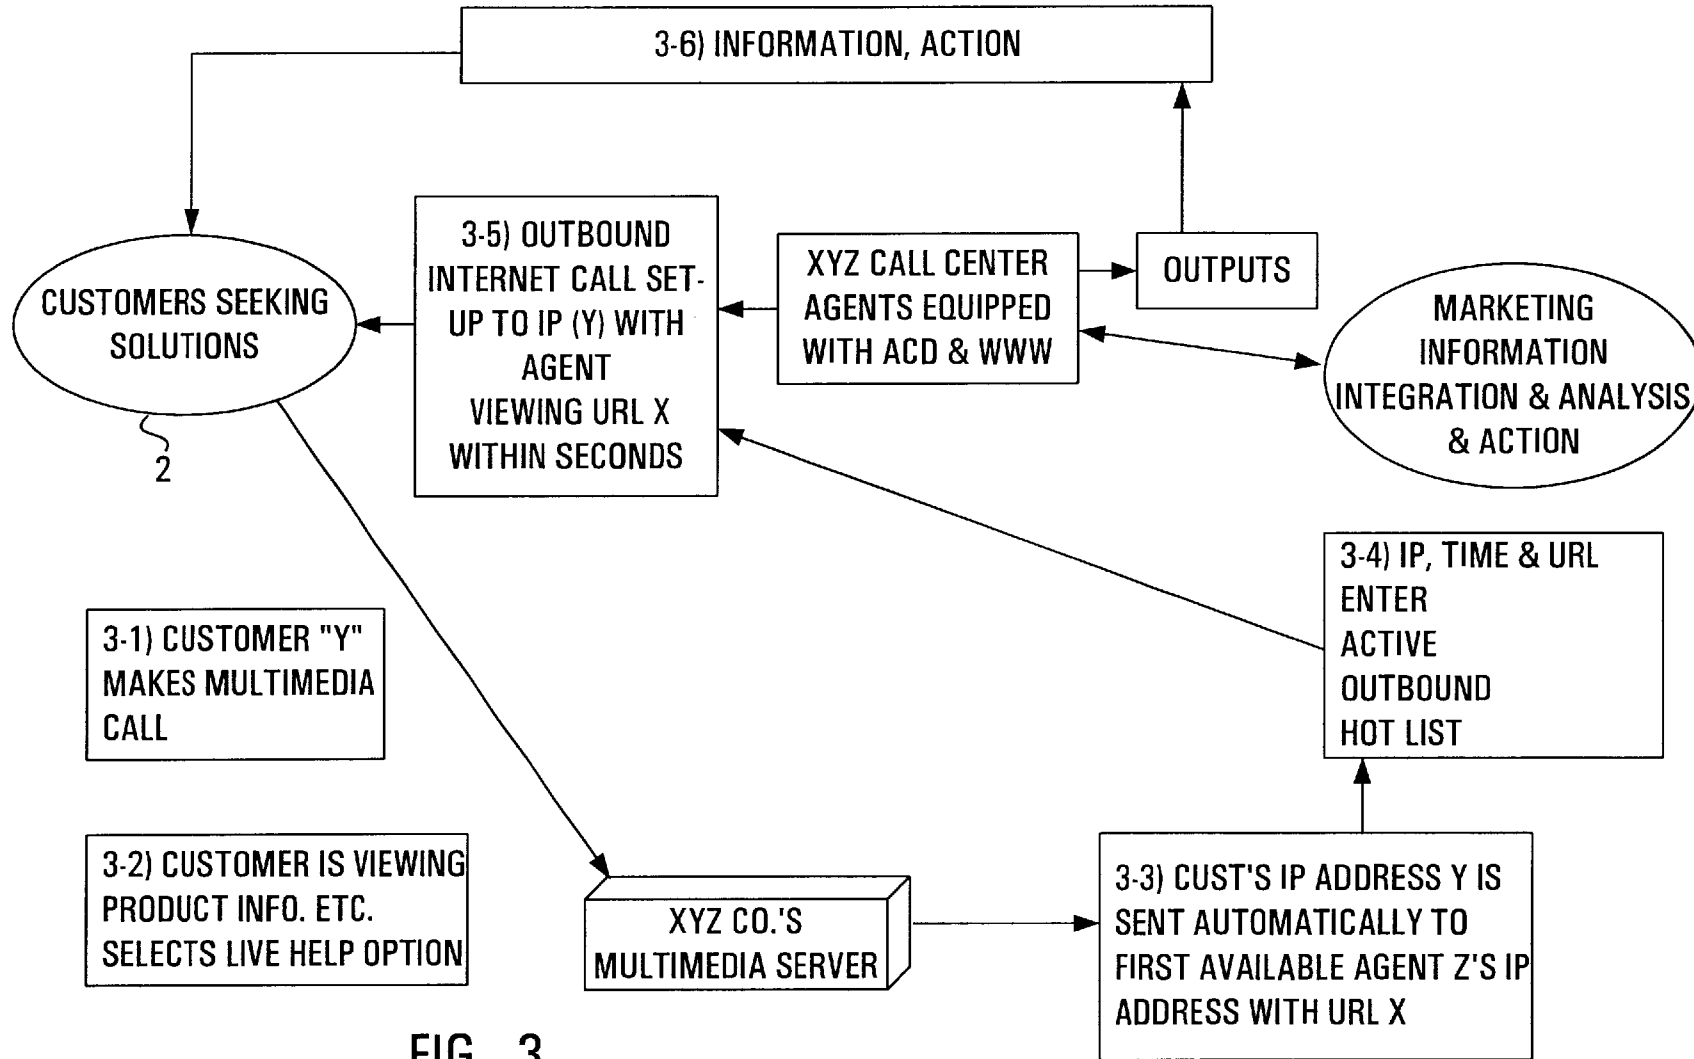 3-6) INFORMATION, ACTION
CUSTOMERS SEEKING
SOLUTIONS
2
3-5) OUTBOUND
INTERNET CALL SET-
UP TO IP (Y) WITH
AGENT
VIEWING URL X
WITHIN SECONDS
XYZ CALL CENTER
AGENTS EQUIPPED
WITH ACD & WWW
OUTPUTS
MARKETING
INFORMATION
INTEGRATION & ANALYSIS
& ACTION
3-4) IP, TIME & URL
ENTER
ACTIVE
OUTBOUND
HOT LIST
3-1) CUSTOMER "Y"
MAKES MULTIMEDIA
CALL
3-2) CUSTOMER IS VIEWING
PRODUCT INFO. ETC.
SELECTS LIVE HELP OPTION
XYZ CO.'S
MULTIMEDIA SERVER
3-3) CUST'S IP ADDRESS Y IS
SENT AUTOMATICALLY TO
FIRST AVAILABLE AGENT Z'S IP
ADDRESS WITH URL X
FIG. 3